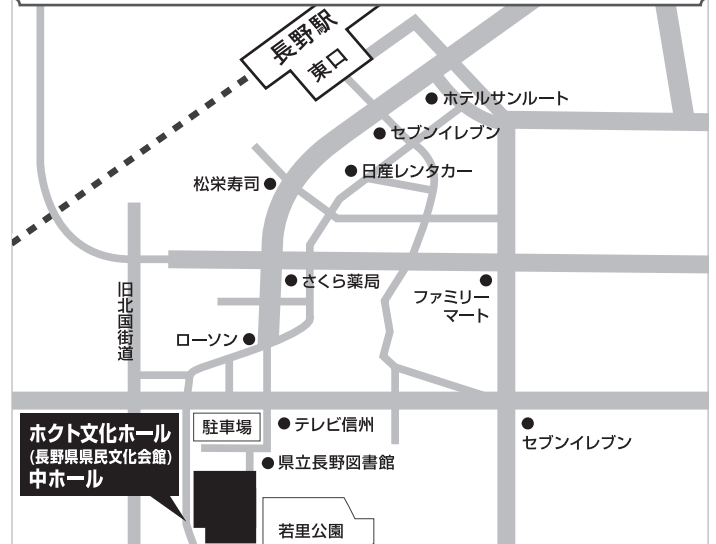 長野駅
東口
ホテルサンルート
セブンイレブン
日産レンタカー
松栄寿司
さくら薬局
ファミリー
マート
旧北国街道
ローソン
ホクト文化ホール
(長野県県民文化会館)
中ホール
駐車場
テレビ信州
セブンイレブン
県立長野図書館
若里公園